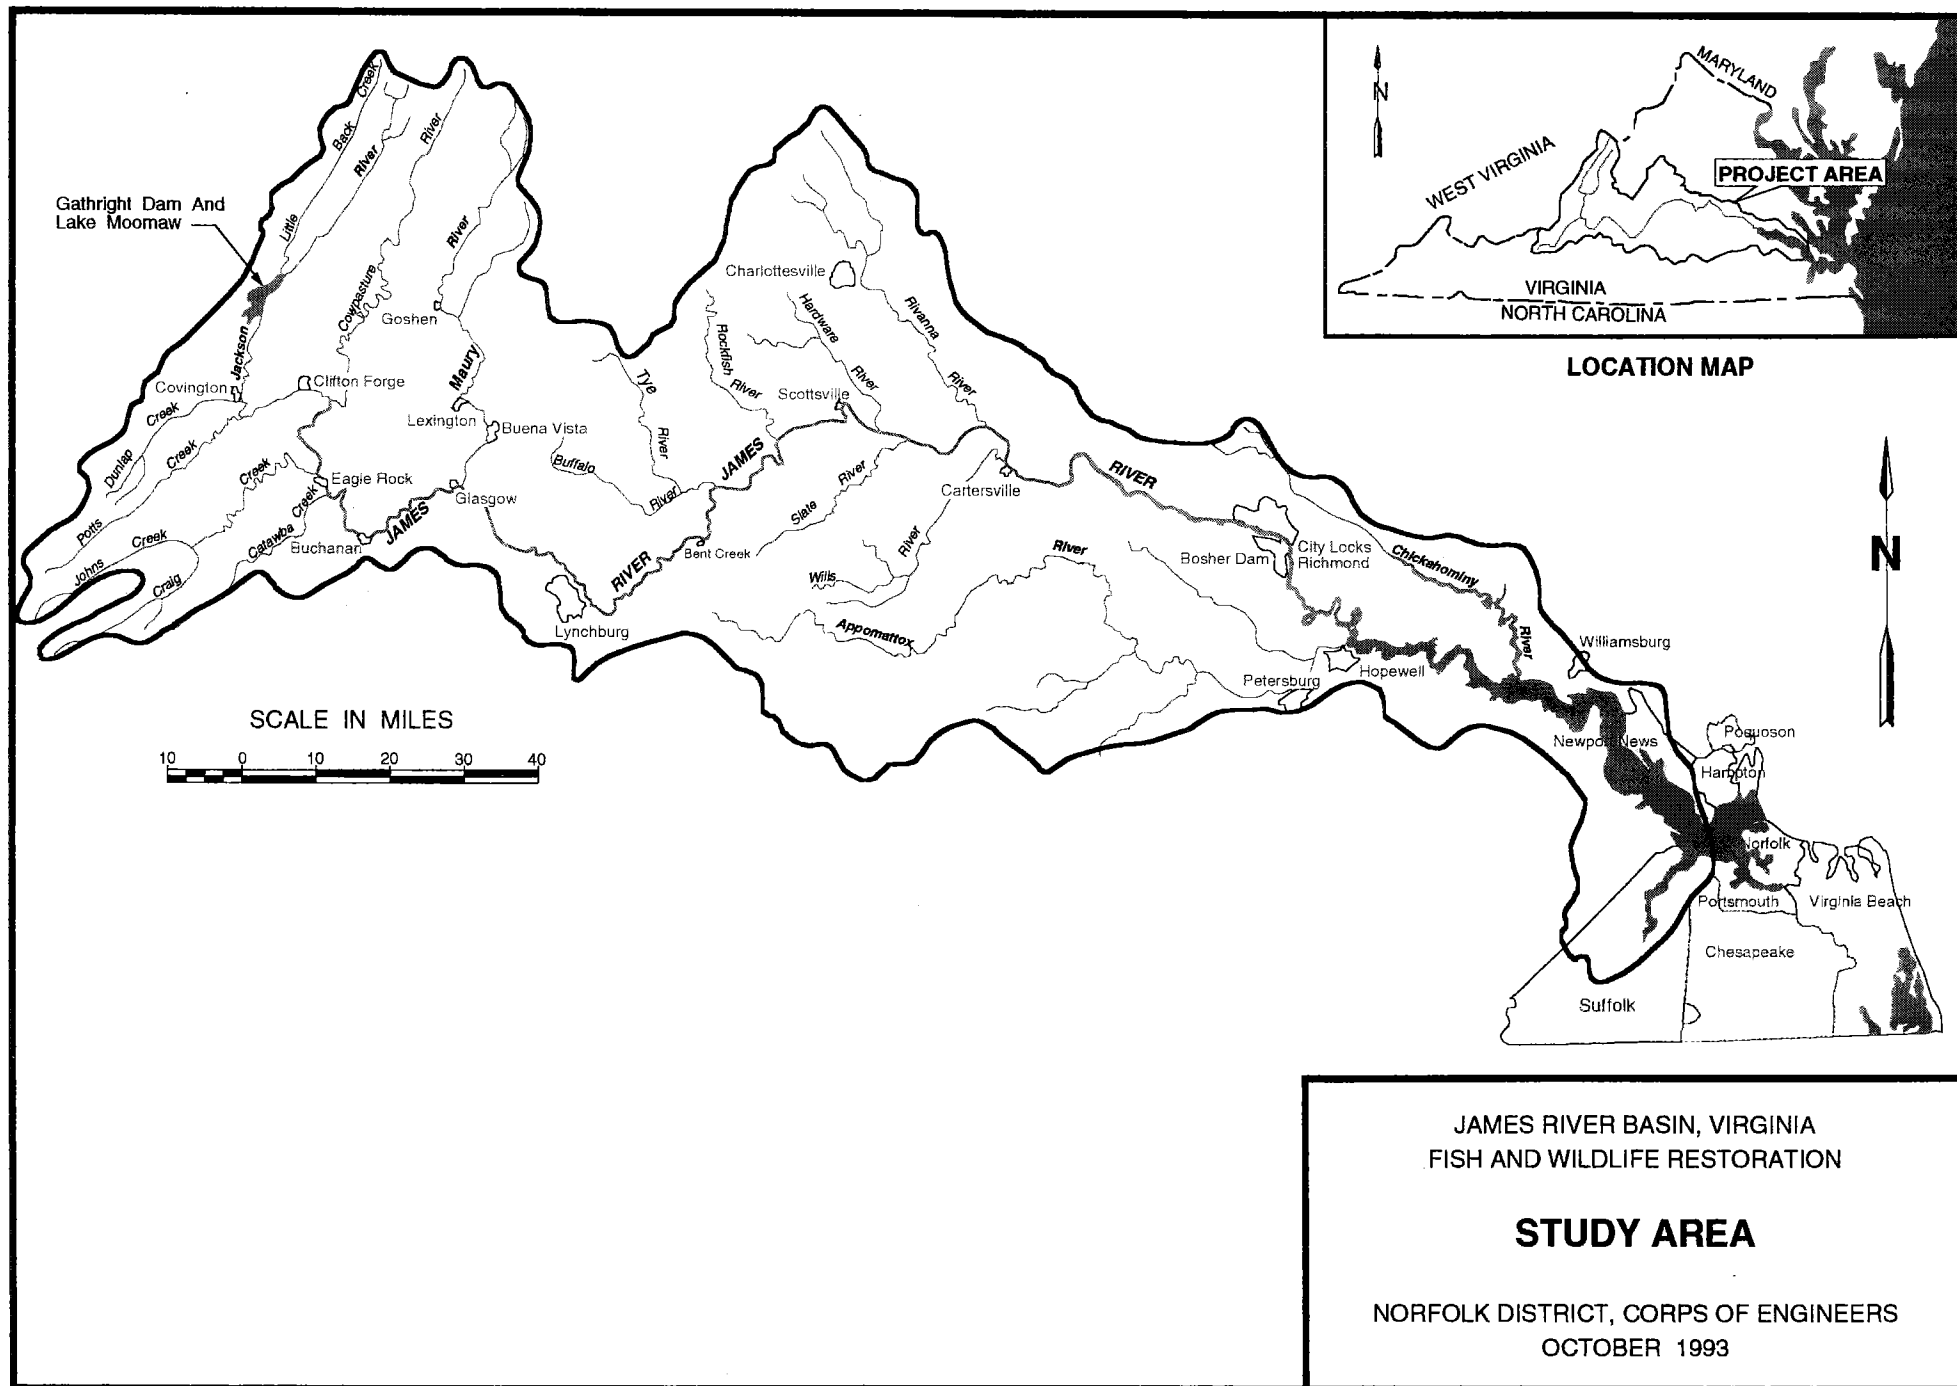 MARYLAND
N
WEST VIRGINIA
PROJECT AREA
VIRGINIA
NORTH CAROLINA
LOCATION MAP
Gathright Dam And
Lake Moomaw
Little
Back
Creek
River
River
River
Cowpasture
Jackson
Goshen
Maury
Covington
Clifton Forge
Lexington
Buena Vista
Dunlap
Creek
Potts
Creek
Johns
Creek
Craig
Creek
Catawba
Creek
Eagle Rock
Buchanan
JAMES
Glasgow
Buffalo
River
Tye
River
Charlottesville
Rockfish
River
Hardware
River
Rivanna
River
Scottsville
JAMES
RIVER
Bent Creek
Lynchburg
Slate
River
Wills
River
Cartersville
Appomattox
River
RIVER
Bosher Dam
City Locks
Richmond
Chickahominy
River
Petersburg
Hopewell
Williamsburg
Newport News
Poquoson
Hampton
Norfolk
Portsmouth
Virginia Beach
Chesapeake
Suffolk
N
SCALE IN MILES
10 0 10 20 30 40
JAMES RIVER BASIN, VIRGINIA
FISH AND WILDLIFE RESTORATION
STUDY AREA
NORFOLK DISTRICT, CORPS OF ENGINEERS
OCTOBER 1993